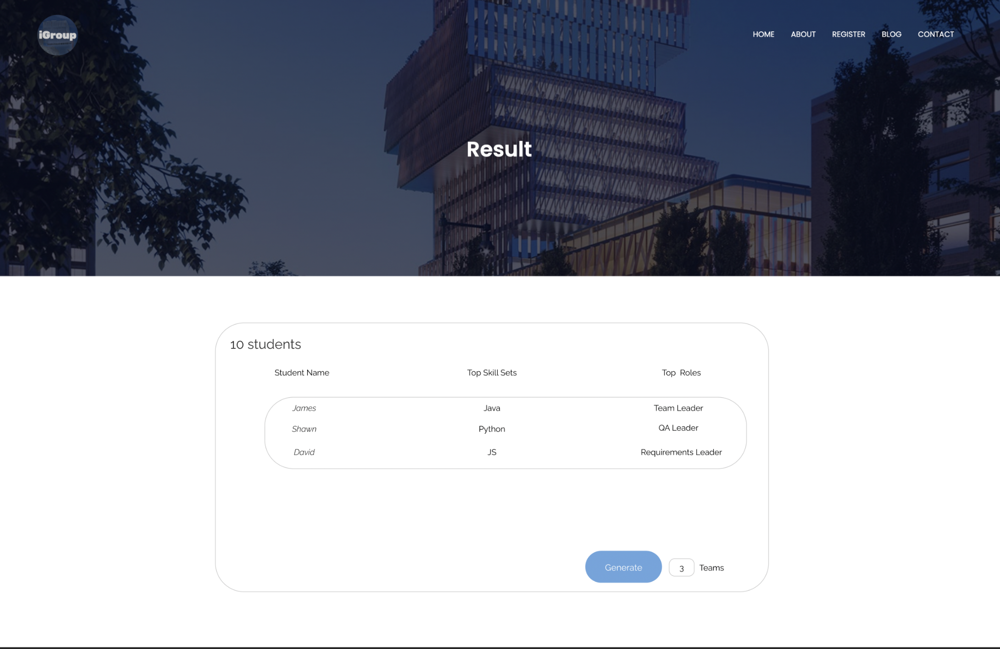 iGroup
HOME ABOUT REGISTER BLOG CONTACT
Result
10 students
Student Name Top Skill Sets Top Roles
James Java Team Leader
Shawn Python QA Leader
David JS Requirements Leader
Generate 3 Teams